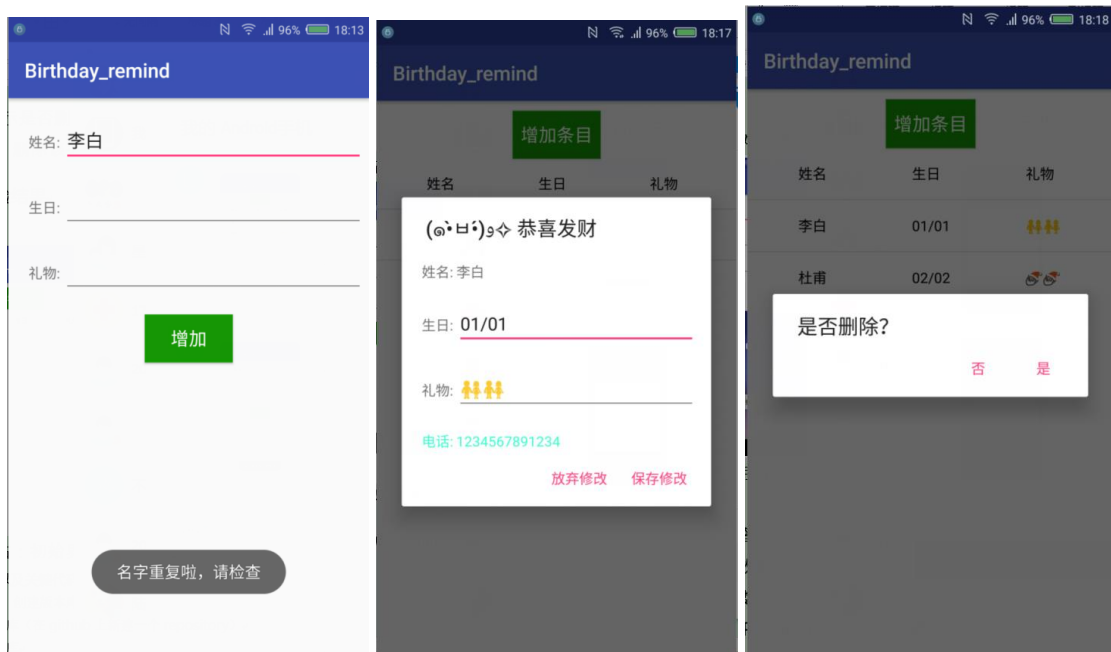 96% 18:13
Birthday_remind
姓名: 李白
生日:
礼物:
增加
名字重复啦，请检查
96% 18:17
Birthday_remind
增加条目
姓名 生日 礼物
(๑•̀ㅂ•́)و✧ 恭喜发财
姓名: 李白
生日: 01/01
礼物: 👭👭
电话: 1234567891234
放弃修改 保存修改
96% 18:18
Birthday_remind
增加条目
姓名 生日 礼物
李白 01/01 👭👭
杜甫 02/02
是否删除?
否 是